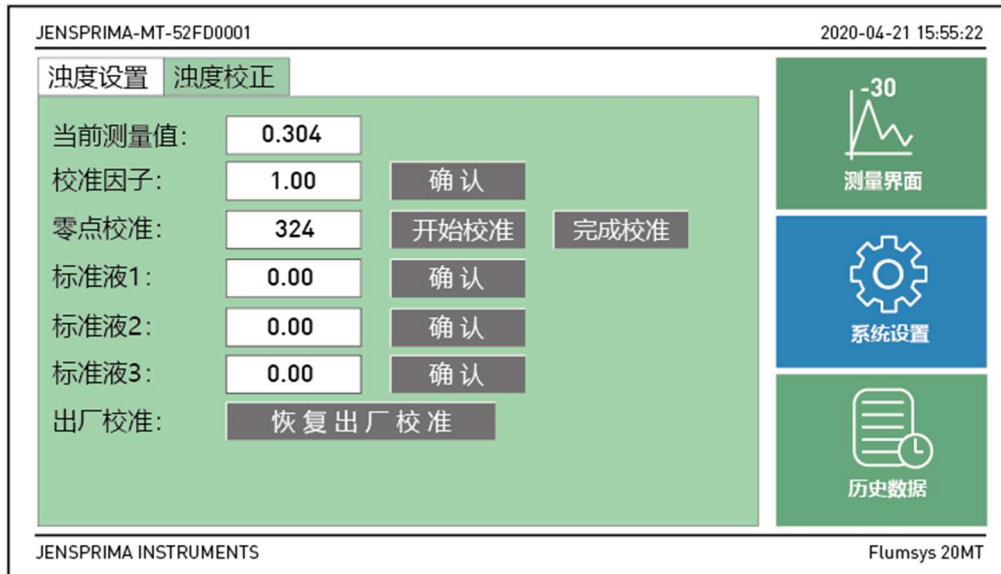 JENSPRIMA-MT-52FD0001 2020-04-21 15:55:22
浊度设置 浊度校正
当前测量值: 0.304
校准因子: 1.00 确认
零点校准: 324 开始校准 完成校准
标准液1: 0.00 确认
标准液2: 0.00 确认
标准液3: 0.00 确认
出厂校准: 恢复出厂校准
-30
测量界面
系统设置
历史数据
JENSPRIMA INSTRUMENTS Flumsys 20MT